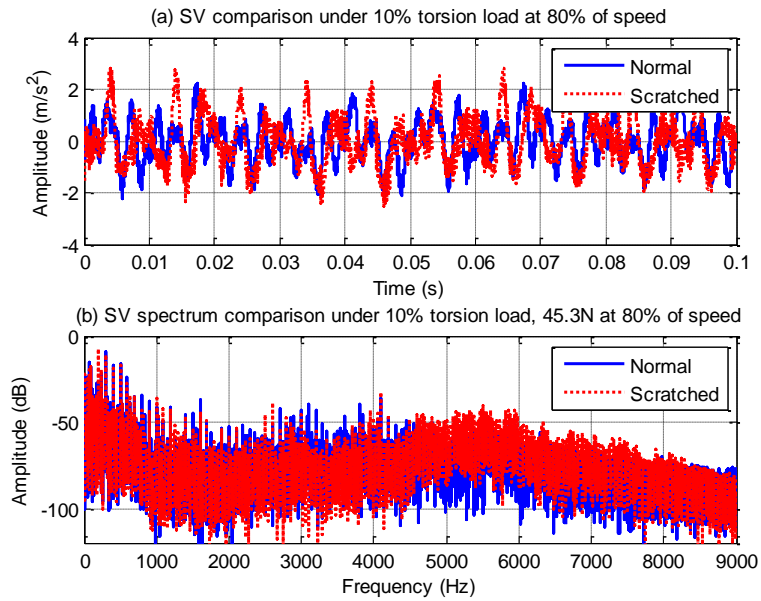 (a) SV comparison under 10% torsion load at 80% of speed
Amplitude (m/s²)
4
2
0
-2
-4
Normal
Scratched
0 0.01 0.02 0.03 0.04 0.05 0.06 0.07 0.08 0.09 0.1
Time (s)
(b) SV spectrum comparison under 10% torsion load, 45.3N at 80% of speed
Amplitude (dB)
0
-50
-100
Normal
Scratched
0 1000 2000 3000 4000 5000 6000 7000 8000 9000
Frequency (Hz)